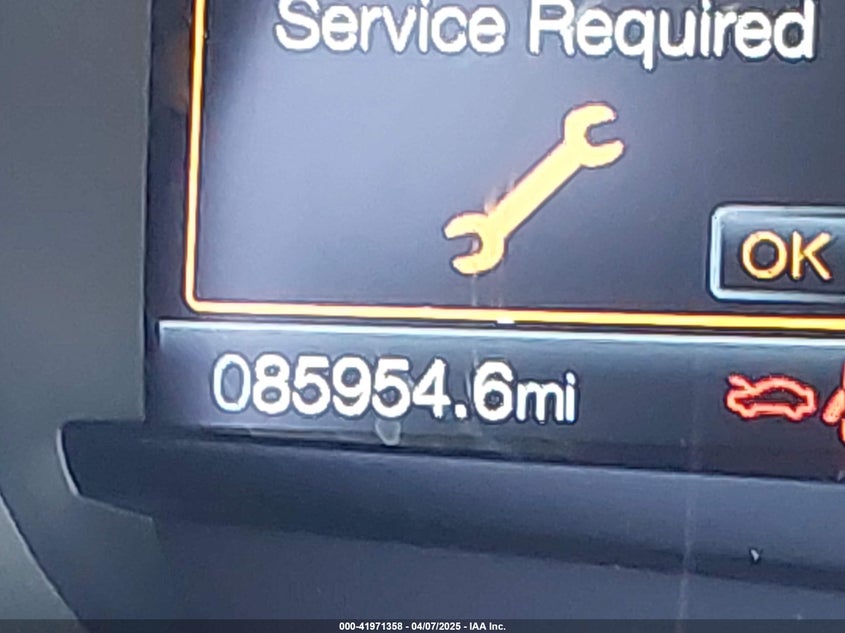 Service Required
OK
085954.6mi
000-41971358 - 04/07/2025 - IAA Inc.